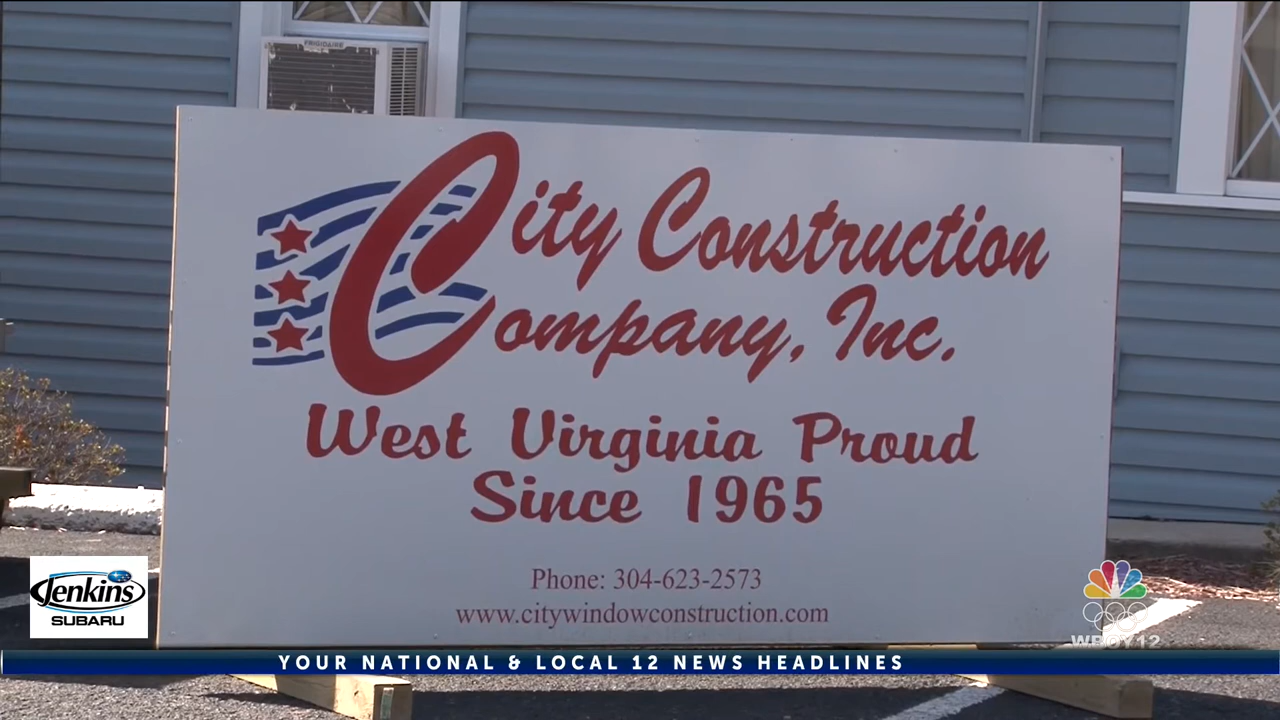 FRIGIDAIRE
City Construction
Company, Inc.
West Virginia Proud
Since 1965
Phone: 304-623-2573
www.citywindowconstruction.com
Jenkins
SUBARU
WBOY 12
YOUR NATIONAL & LOCAL 12 NEWS HEADLINES